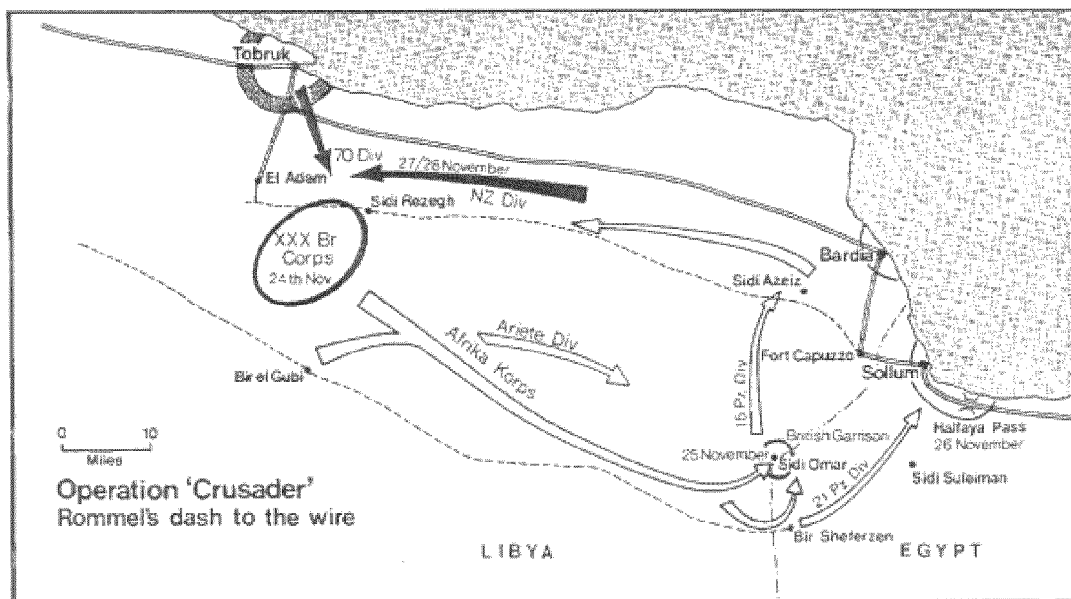 Tobruk
70 Div
27/28 November
NZ Div
El Adam
Sidi Rezegh
XXX Br
Corps
24th Nov
Bardia
Sidi Azeiz
Ariete Div
Afrika Korps
Fort Capuzzo
Sollum
Bir el Gubi
15 Pz. Div
Halfaya Pass
26 November
British Garrison
25 November
Sidi Omar
Sidi Suleiman
21 Pz Div
Bir Sheferzen
0 10
Miles
Operation 'Crusader'
Rommel's dash to the wire
LIBYA
EGYPT